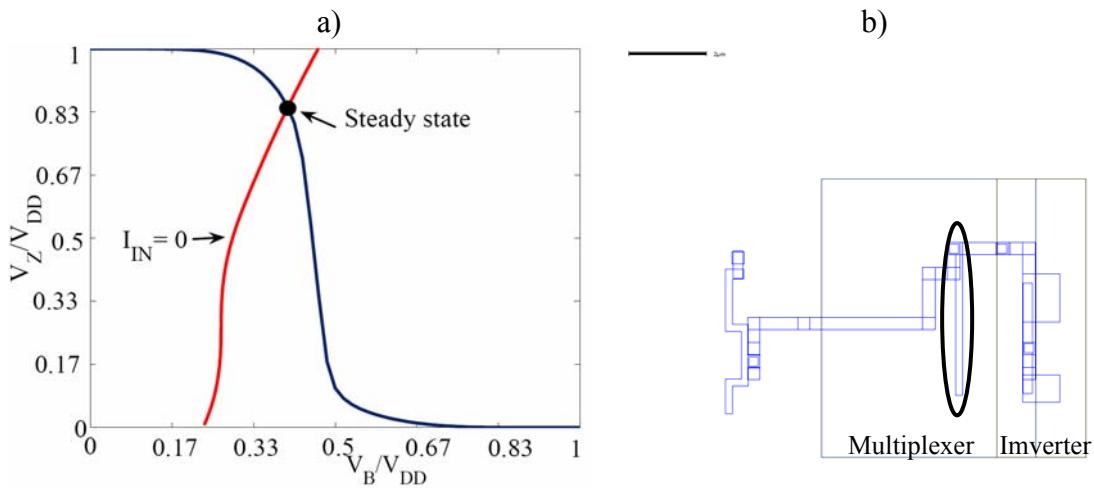 a)
b)
1
0.83
0.67
0.5
0.33
0.17
0
V_Z/V_DD
Steady state
I_IN = 0
0
0.17
0.33
0.5
0.67
0.83
1
V_B/V_DD
2μm
Multiplexer
Imverter